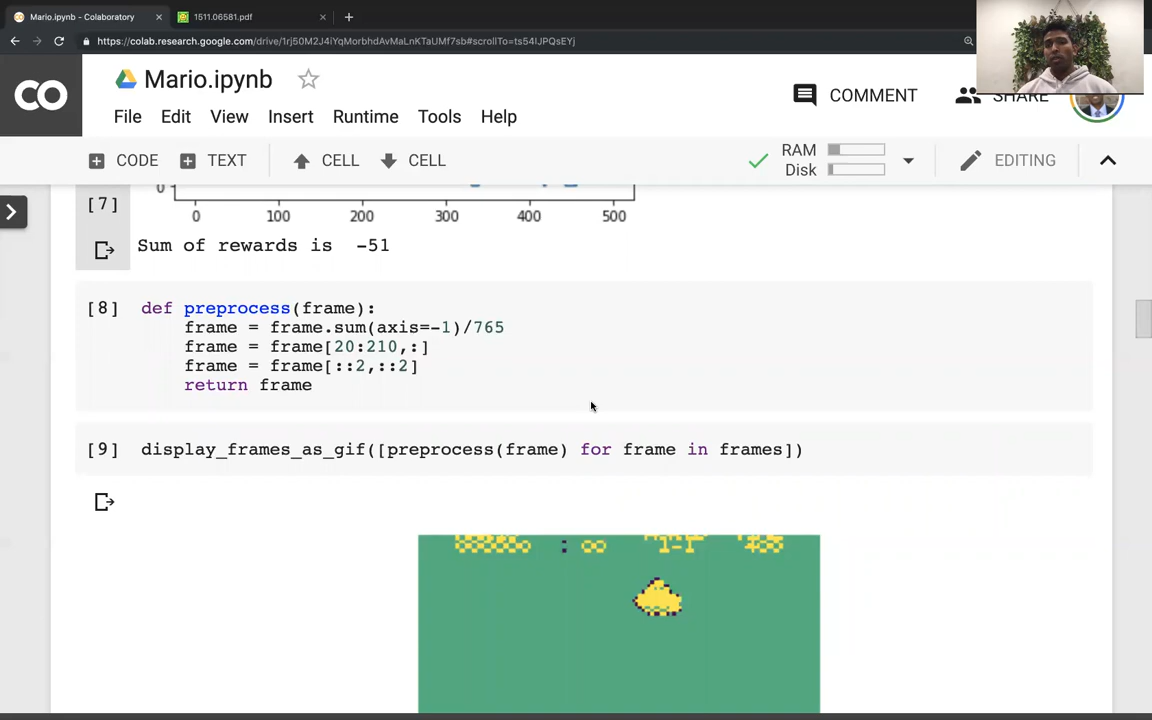 Mario.ipynb - Colaboratory
1511.06581.pdf
https://colab.research.google.com/drive/1rj50M2J4iYqMorbhdAvMaLnKTaUMf7sb#scrollTo=ts54IJPQsEYj
CO
Mario.ipynb
COMMENT
SHARE
File Edit View Insert Runtime Tools Help
CODE TEXT CELL CELL
RAM
Disk
EDITING
0
[7]
0 100 200 300 400 500
Sum of rewards is -51
[8] def preprocess(frame):
frame = frame.sum(axis=-1)/765
frame = frame[20:210,:]
frame = frame[::2,::2]
return frame
[9] display_frames_as_gif([preprocess(frame) for frame in frames])
1-1